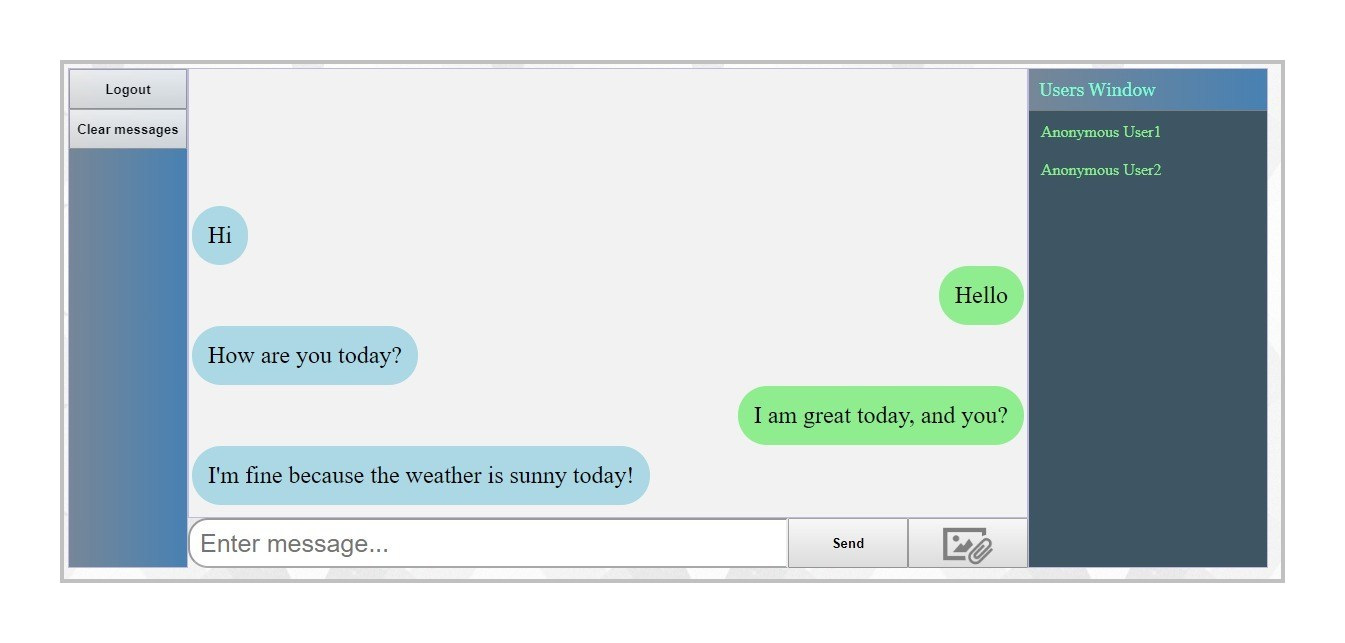 Logout
Clear messages
Hi
Hello
How are you today?
I am great today, and you?
I'm fine because the weather is sunny today!
Enter message...
Send
Users Window
Anonymous User1
Anonymous User2